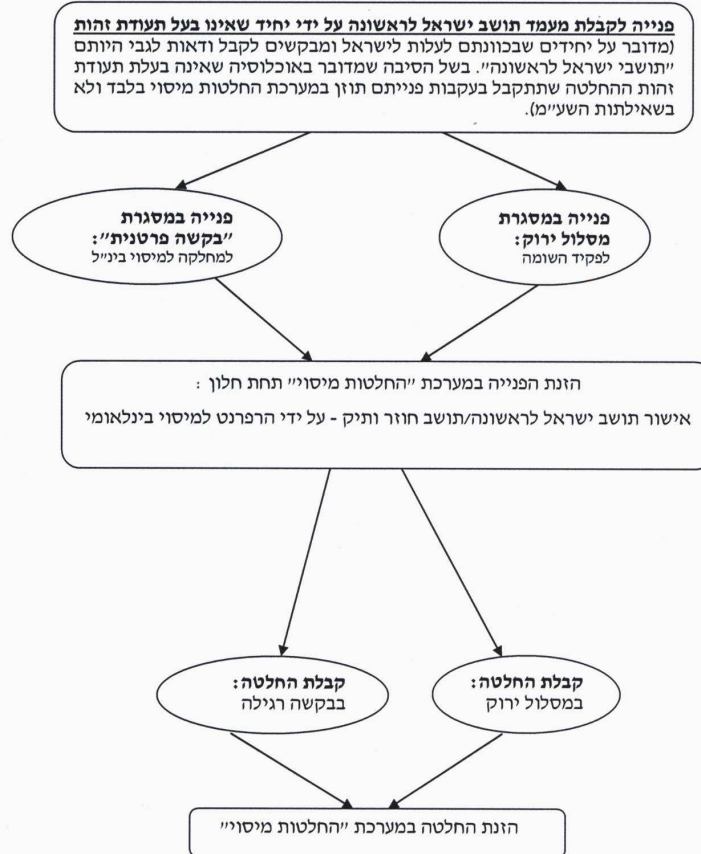 פנייה לקבלת מעמד תושב ישראל לראשונה על ידי יחיד שאינו בעל תעודת זהות
(מדובר על יחידים שבכוונתם לעלות לישראל ומבקשים לקבל ודאות לגבי היותם
"תושבי ישראל לראשונה". בשל הסיבה שמדובר באוכלוסיה שאינה בעלת תעודת
זהות ההחלטה שתתקבל בעקבות פנייתם תוזן במערכת החלטות מיסוי בלבד ולא
בשאילתות השע"מ).
פנייה במסגרת
מסלול ירוק:
לפקיד השומה
פנייה במסגרת
"בקשה פרטנית":
למחלקה למיסוי בינ"ל
הזנת הפנייה במערכת "החלטות מיסוי" תחת חלון :
אישור תושב ישראל לראשונה/תושב חוזר ותיק - על ידי הרפרנט למיסוי בינלאומי
קבלת החלטה:
במסלול ירוק
קבלת החלטה:
בבקשה רגילה
הזנת החלטה במערכת "החלטות מיסוי"